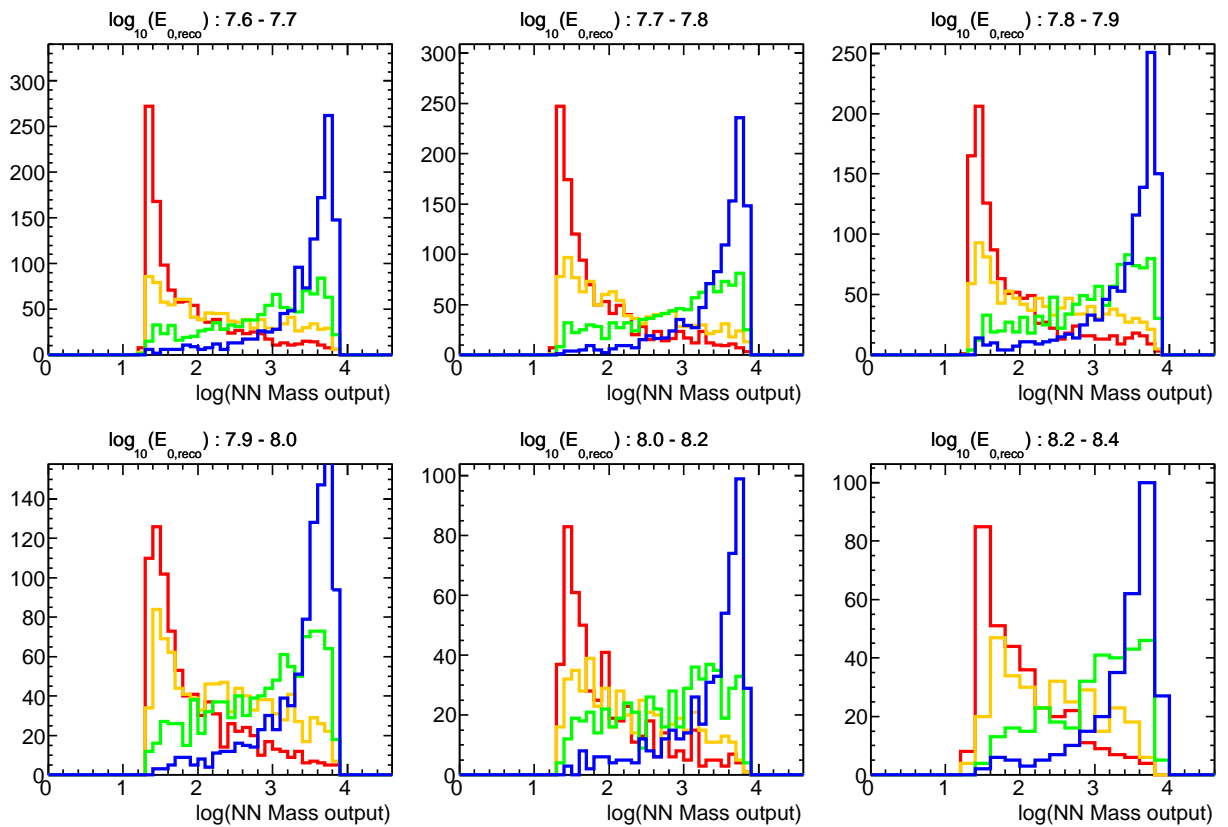 log10(E0,reco) : 7.6 - 7.7
300
250
200
150
100
50
0
0 1 2 3 4
log(NN Mass output)
log10(E0,reco) : 7.7 - 7.8
300
250
200
150
100
50
0
0 1 2 3 4
log(NN Mass output)
log10(E0,reco) : 7.8 - 7.9
250
200
150
100
50
0
0 1 2 3 4
log(NN Mass output)
log10(E0,reco) : 7.9 - 8.0
140
120
100
80
60
40
20
0
0 1 2 3 4
log(NN Mass output)
log10(E0,reco) : 8.0 - 8.2
100
80
60
40
20
0
0 1 2 3 4
log(NN Mass output)
log10(E0,reco) : 8.2 - 8.4
100
80
60
40
20
0
0 1 2 3 4
log(NN Mass output)